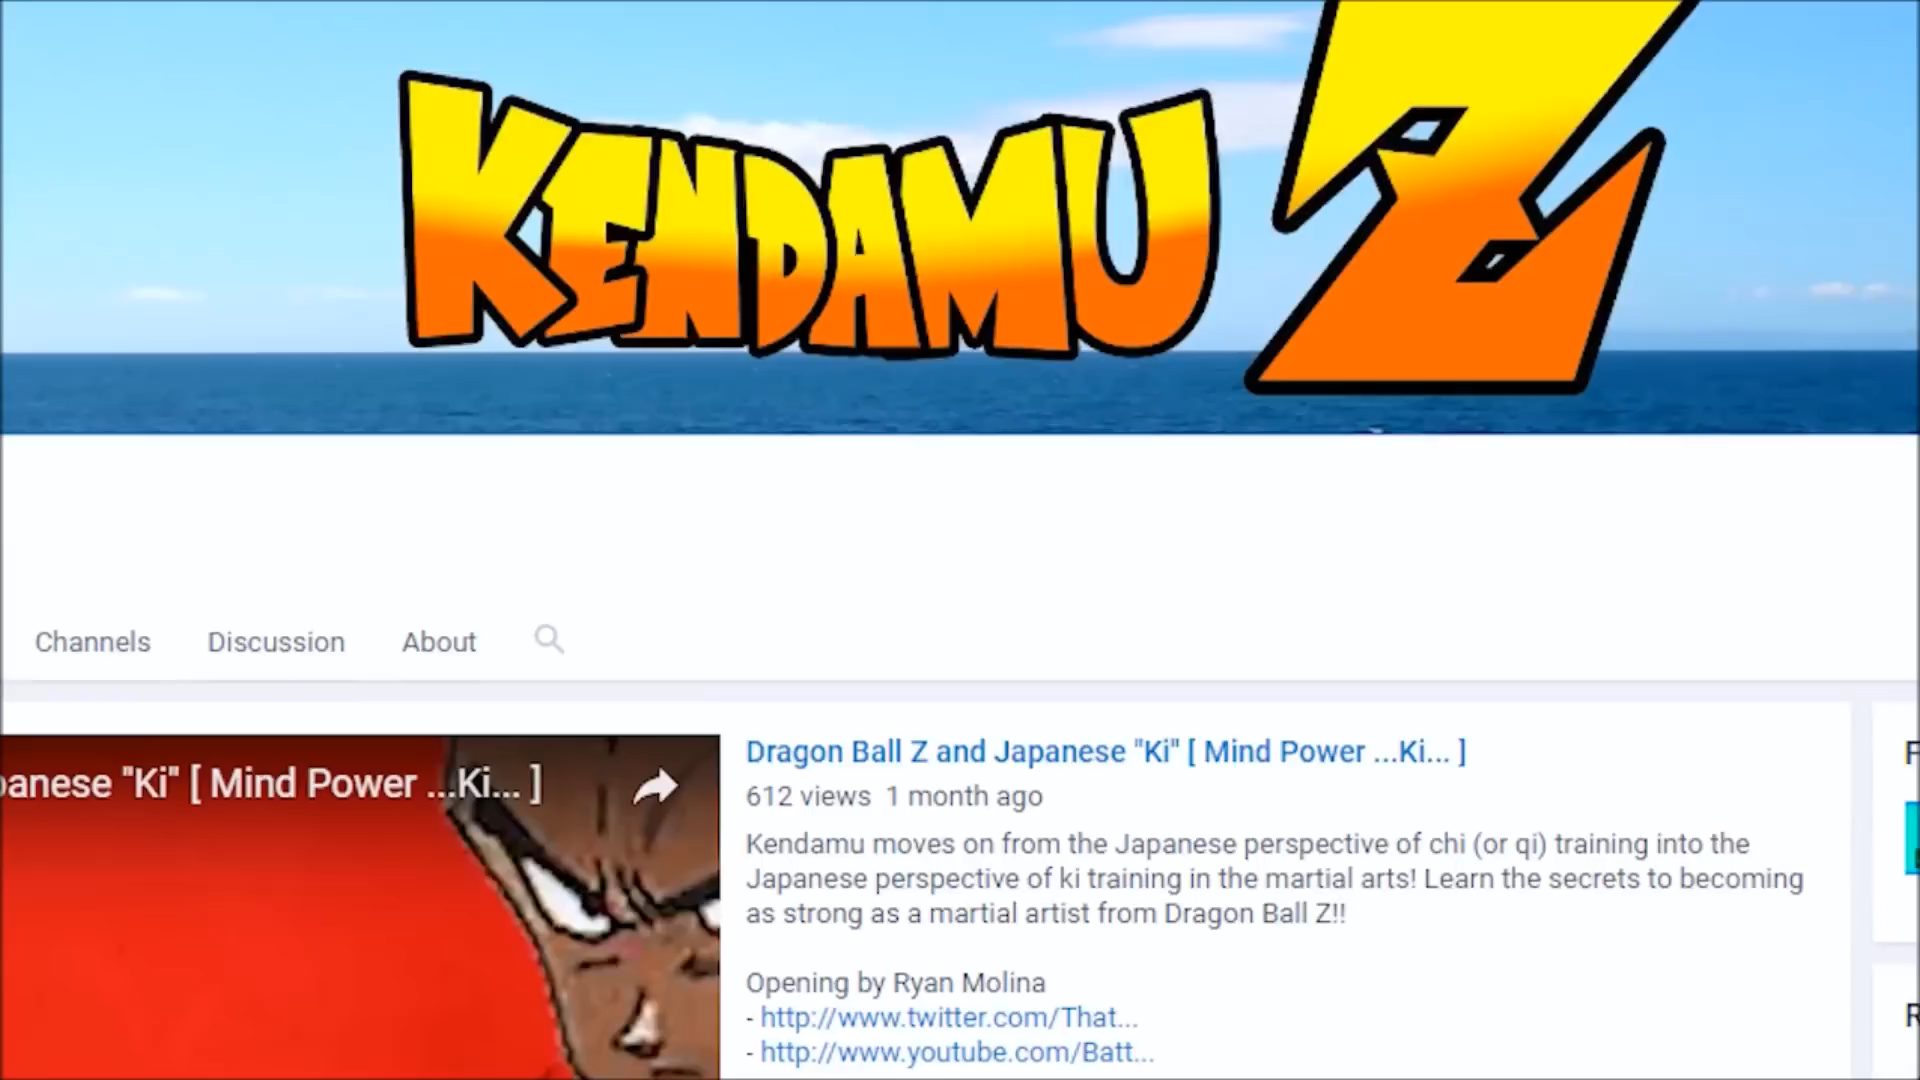 KENDAMU Z
Channels Discussion About
panese "Ki" [ Mind Power ...Ki... ]
Dragon Ball Z and Japanese "Ki" [ Mind Power ...Ki... ]
612 views 1 month ago
Kendamu moves on from the Japanese perspective of chi (or qi) training into the
Japanese perspective of ki training in the martial arts! Learn the secrets to becoming
as strong as a martial artist from Dragon Ball Z!!
Opening by Ryan Molina
- http://www.twitter.com/That...
- http://www.youtube.com/Batt...
F
R